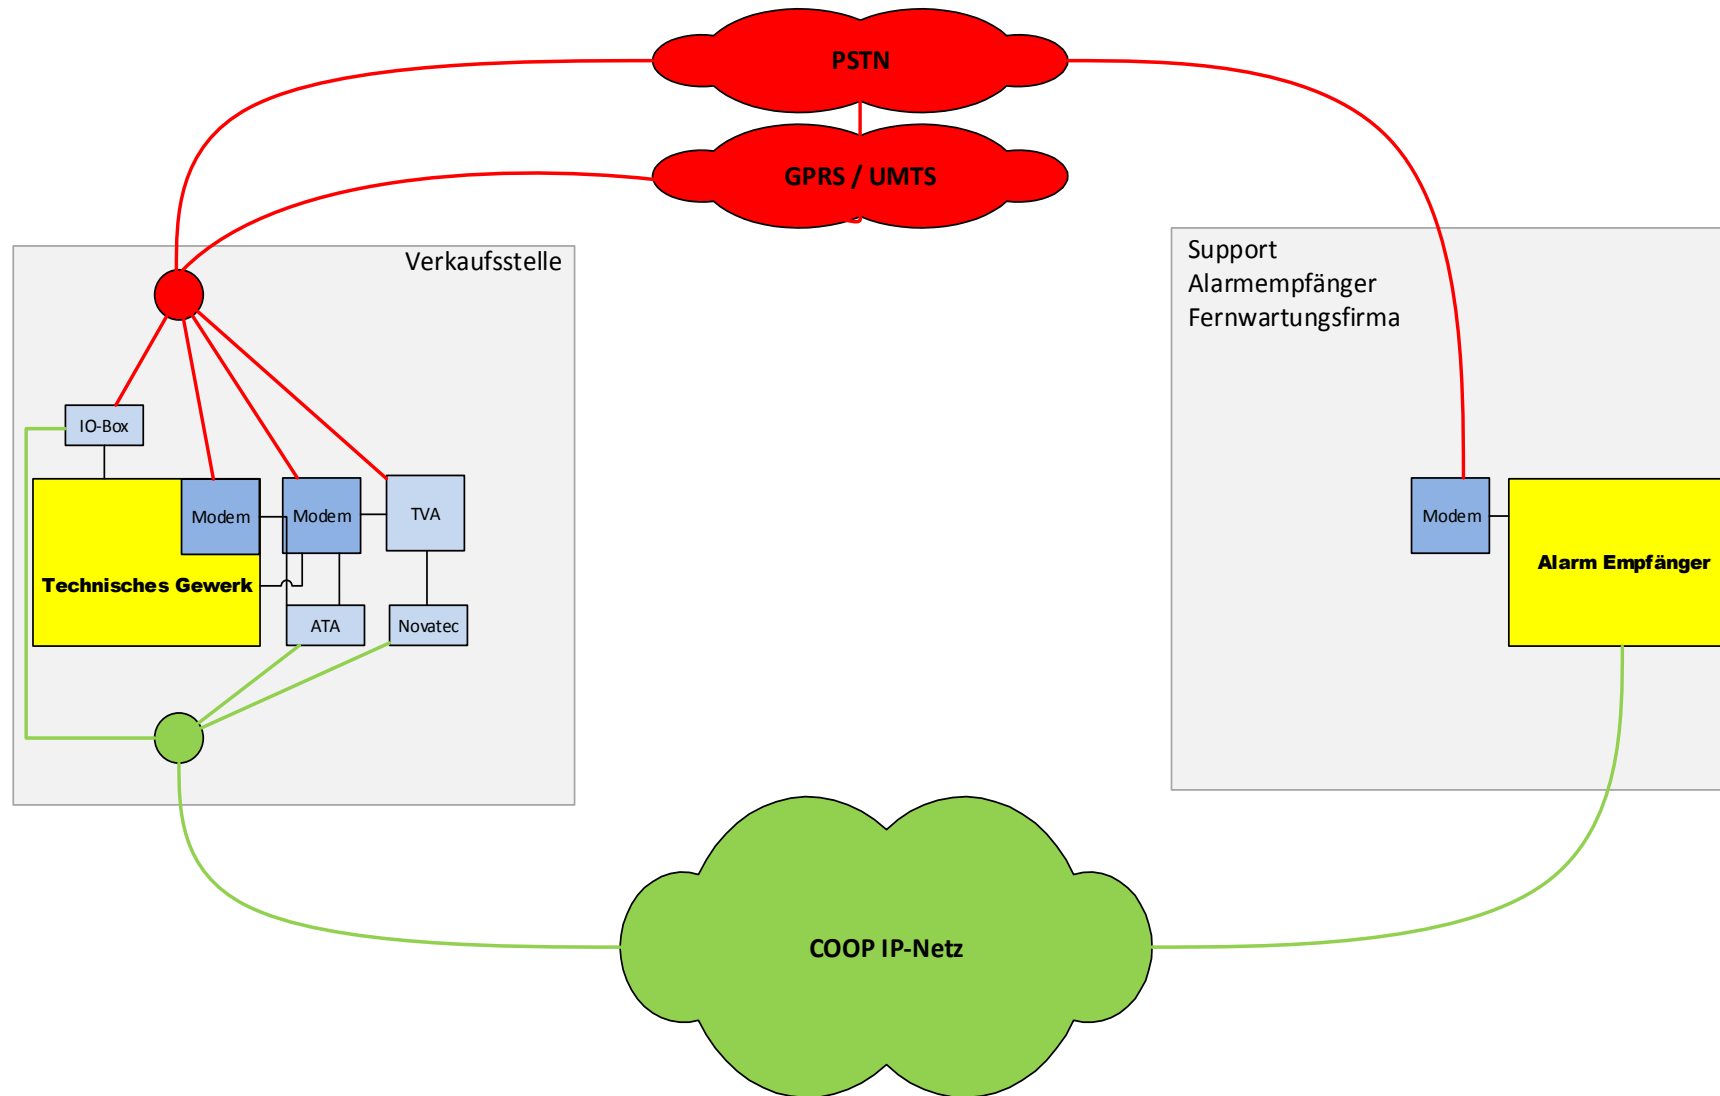 PSTN
GPRS / UMTS
Verkaufsstelle
Support
Alarmempfänger
Fernwartungsfirma
IO-Box
Modem
Modem
TVA
Modem
Technisches Gewerk
Alarm Empfänger
ATA
Novatec
COOP IP-Netz